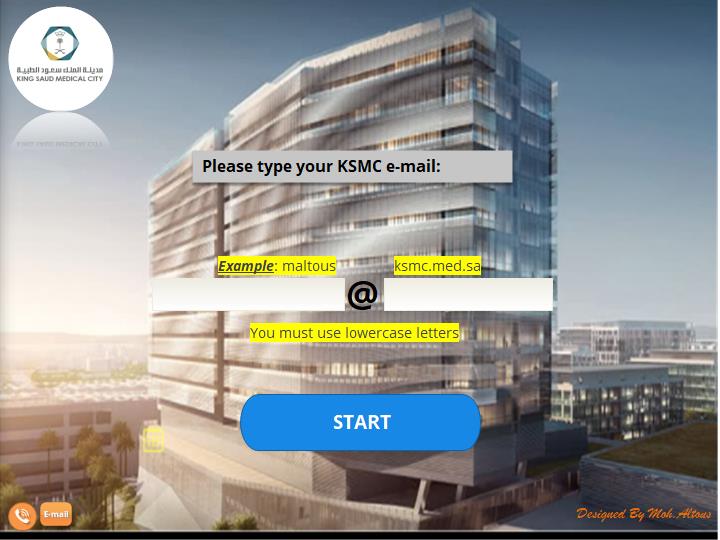 مدينة الملك سعود الطبية
KING SAUD MEDICAL CITY
Please type your KSMC e-mail:
Example: maltous ksmc.med.sa
@
You must use lowercase letters
START
E-mail
Designed By Moh.Altous